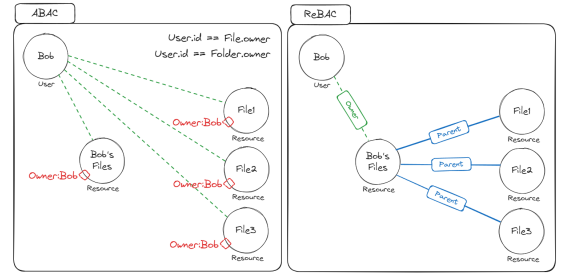 ABAC
User.id == File.owner
User.id == Folder.owner
Bob
User
File1
Owner:Bob
Resource
Bob's
Files
Owner:Bob
Resource
File2
Owner:Bob
Resource
File3
Owner:Bob
Resource
ReBAC
Bob
User
Owner
Bob's
Files
Resource
Parent
File1
Resource
Parent
File2
Resource
Parent
File3
Resource